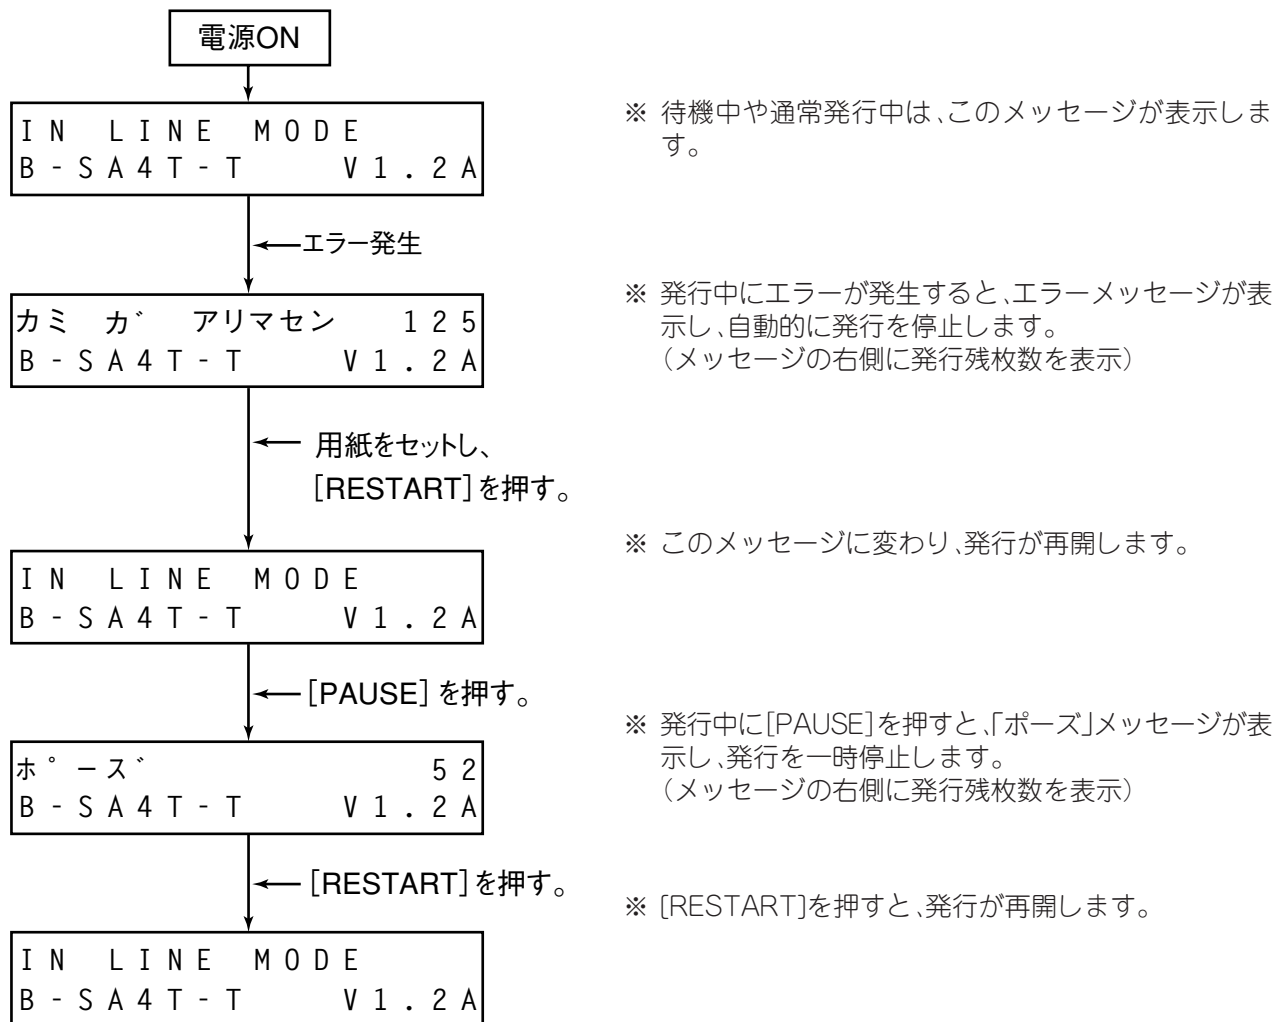 電源ON
IN LINE MODE
B-SA4T-T V1.2A
※ 待機中や通常発行中は、このメッセージが表示しま
す。
エラー発生
カミ ガ アリマセン 125
B-SA4T-T V1.2A
※ 発行中にエラーが発生すると、エラーメッセージが表
示し、自動的に発行を停止します。
（メッセージの右側に発行残枚数を表示）
用紙をセットし、
［RESTART］を押す。
IN LINE MODE
B-SA4T-T V1.2A
※ このメッセージに変わり、発行が再開します。
［PAUSE］を押す。
ポーズ 52
B-SA4T-T V1.2A
※ 発行中に[PAUSE]を押すと、「ポーズ」メッセージが表
示し、発行を一時停止します。
（メッセージの右側に発行残枚数を表示）
［RESTART］を押す。
※ [RESTART]を押すと、発行が再開します。
IN LINE MODE
B-SA4T-T V1.2A